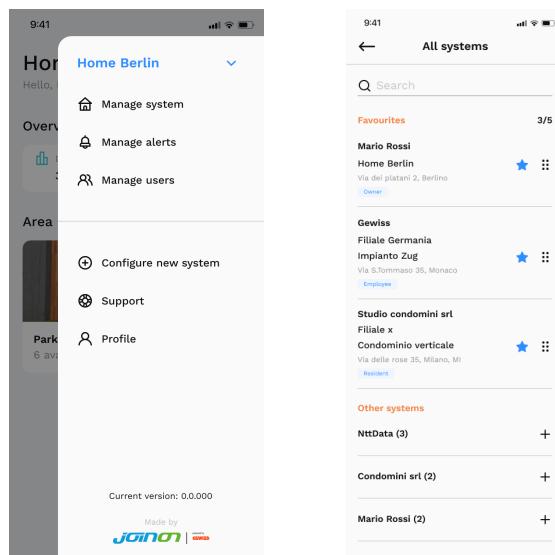 9:41
Hor
Hello,
Home Berlin
Manage system
Manage alerts
Manage users
Overv
Area
Configure new system
Support
Profile
Park
6 ava
Current version: 0.0.000
Made by
JOINON
GEWISS
9:41
All systems
Search
Favourites 3/5
Mario Rossi
Home Berlin
Via dei platani 2, Berlino
Owner
Gewiss
Filiale Germania
Impianto Zug
Via S.Tommaso 35, Monaco
Employee
Studio condomini srl
Filiale x
Condominio verticale
Via delle rose 35, Milano, MI
Resident
Other systems
NttData (3)
Condomini srl (2)
Mario Rossi (2)